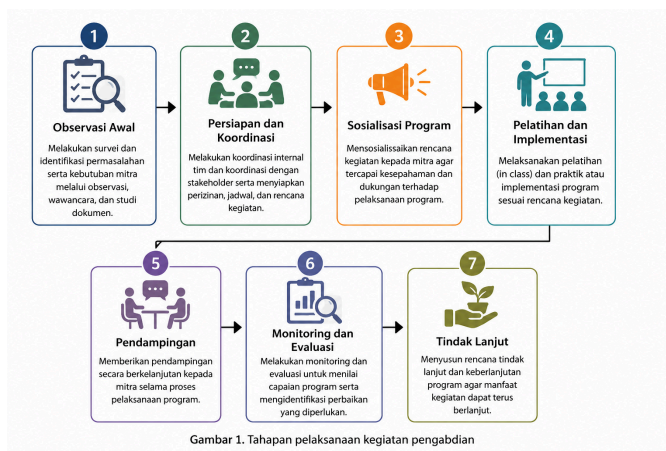 1
Observasi Awal
Melakukan survei dan
identifikasi permasalahan
serta kebutuban mitra
melalui observasi,
wawancara, dan studi
dokumen.
2
Persiapan dan
Koordinasi
Melakukan koordinasi internal
tim dan koordinasi dengan
stakeholder serta menyiapkan
perizinan, jadwal, dan rencana
kegiatan.
3
Sosialisasi Program
Mensosialissaikan rencana
kegiatan kepada mitra agar
tercapai kesepahaman dan
dukungan terhadap
pelaksanaan program.
4
Pelatihan dan
Implementasi
Melaksanakan pelatihan
(in class) dan praktik atau
implementasi program
sesuai rencana kegiatan.
5
Pendampingan
Memberikan pendampingan
secara berkelanjutan kepada
mitra selama proses
pelaksanaan program.
6
Monitoring dan
Evaluasi
Melakukan monitoring dan
evaluasi untuk menilai
capaian program serta
mengidentifikasi perbaikan
yang diperlukan.
7
Tindak Lanjut
Menyusun rencana tindak
lanjut dan keberlanjutan
program agar manfaat
kegiatan dapat terus
berlanjut.
Gambar 1. Tahapan pelaksanaan kegiatan pengabdian